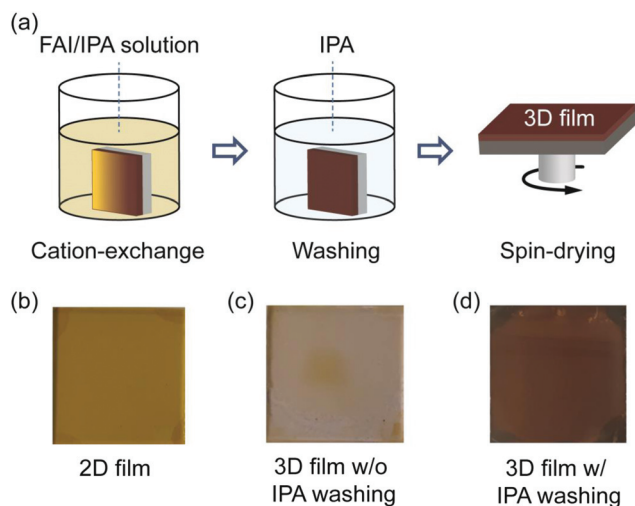 (a)
FAI/IPA solution
IPA
3D film
Cation-exchange
Washing
Spin-drying
(b)
(c)
(d)
2D film
3D film w/o
IPA washing
3D film w/
IPA washing